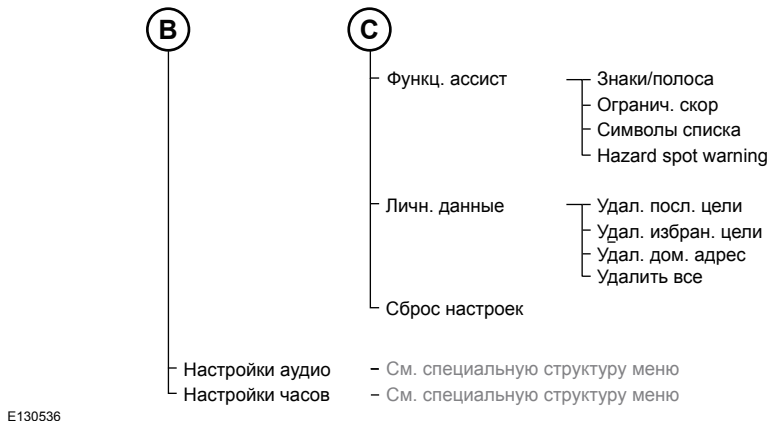 B C
Функц. ассист Знаки/полоса
Огранич. скор
Символы списка
Hazard spot warning
Личн. данные Удал. посл. цели
Удал. избран. цели
Удал. дом. адрес
Удалить все
Сброс настроек
Настройки аудио – См. специальную структуру меню
Настройки часов – См. специальную структуру меню
E130536